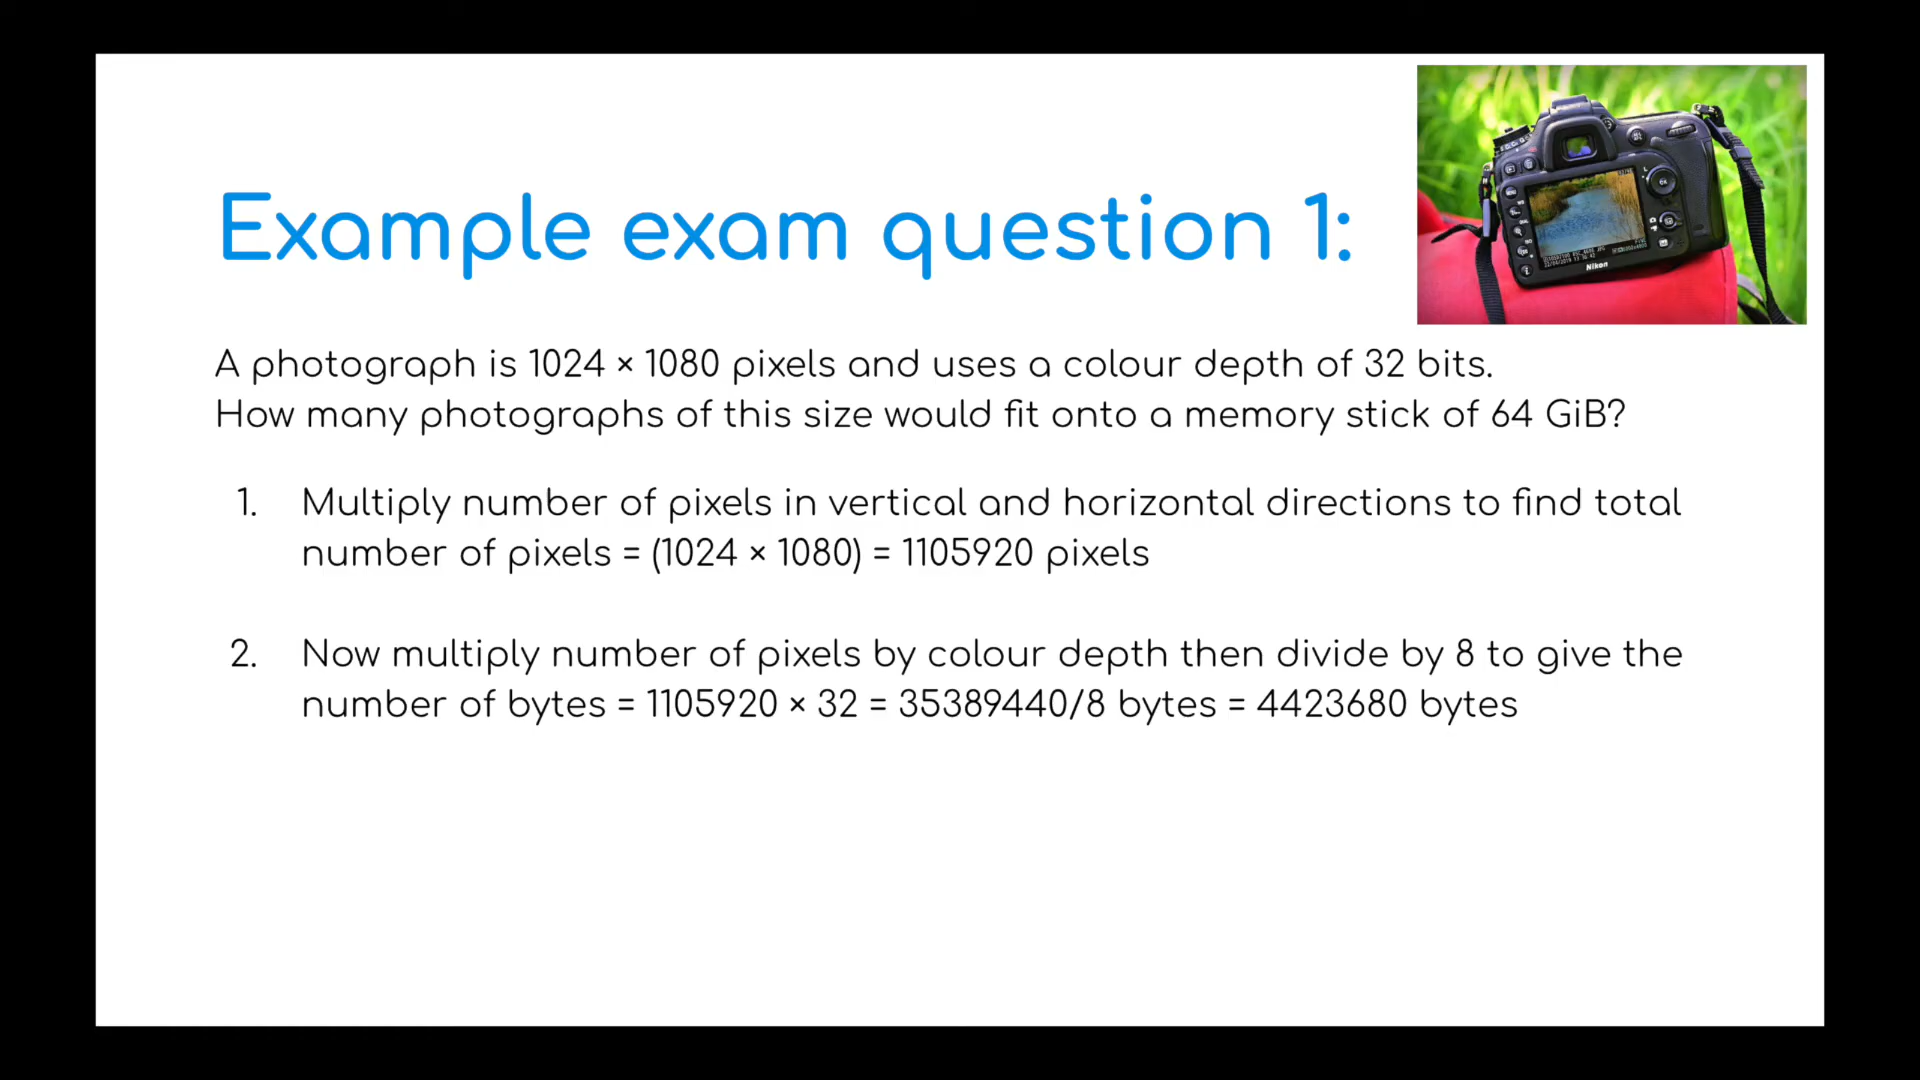 Example exam question 1:
Nikon
A photograph is 1024 × 1080 pixels and uses a colour depth of 32 bits.
How many photographs of this size would fit onto a memory stick of 64 GiB?
1. Multiply number of pixels in vertical and horizontal directions to find total
number of pixels = (1024 × 1080) = 1105920 pixels
2. Now multiply number of pixels by colour depth then divide by 8 to give the
number of bytes = 1105920 × 32 = 35389440/8 bytes = 4423680 bytes